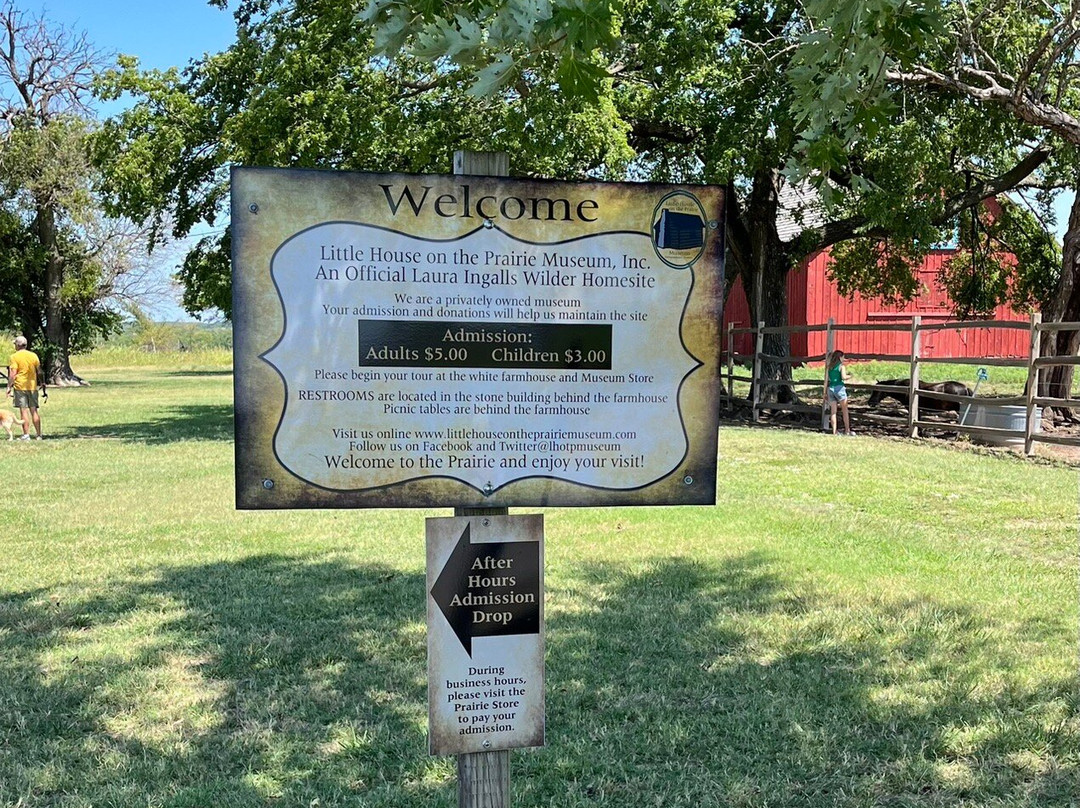 Welcome
Little House on the Prairie Museum, Inc.
An Official Laura Ingalls Wilder Homesite
We are a privately owned museum
Your admission and donations will help us maintain the site
Admission:
Adults $5.00 Children $3.00
Please begin your tour at the white farmhouse and Museum Store
RESTROOMS are located in the stone building behind the farmhouse
Picnic tables are behind the farmhouse
Visit us online www.littlehouseontheprairiemuseum.com
Follow us on Facebook and Twitter@lhotpmuseum
Welcome to the Prairie and enjoy your visit!
After
Hours
Admission
Drop
During
business hours,
please visit the
Prairie Store
to pay your
admission.